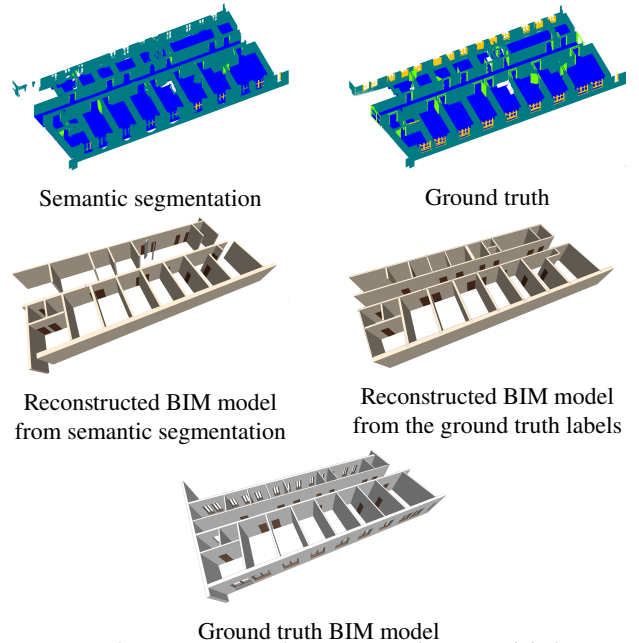 Semantic segmentation
Ground truth
Reconstructed BIM model
from semantic segmentation
Reconstructed BIM model
from the ground truth labels
Ground truth BIM model